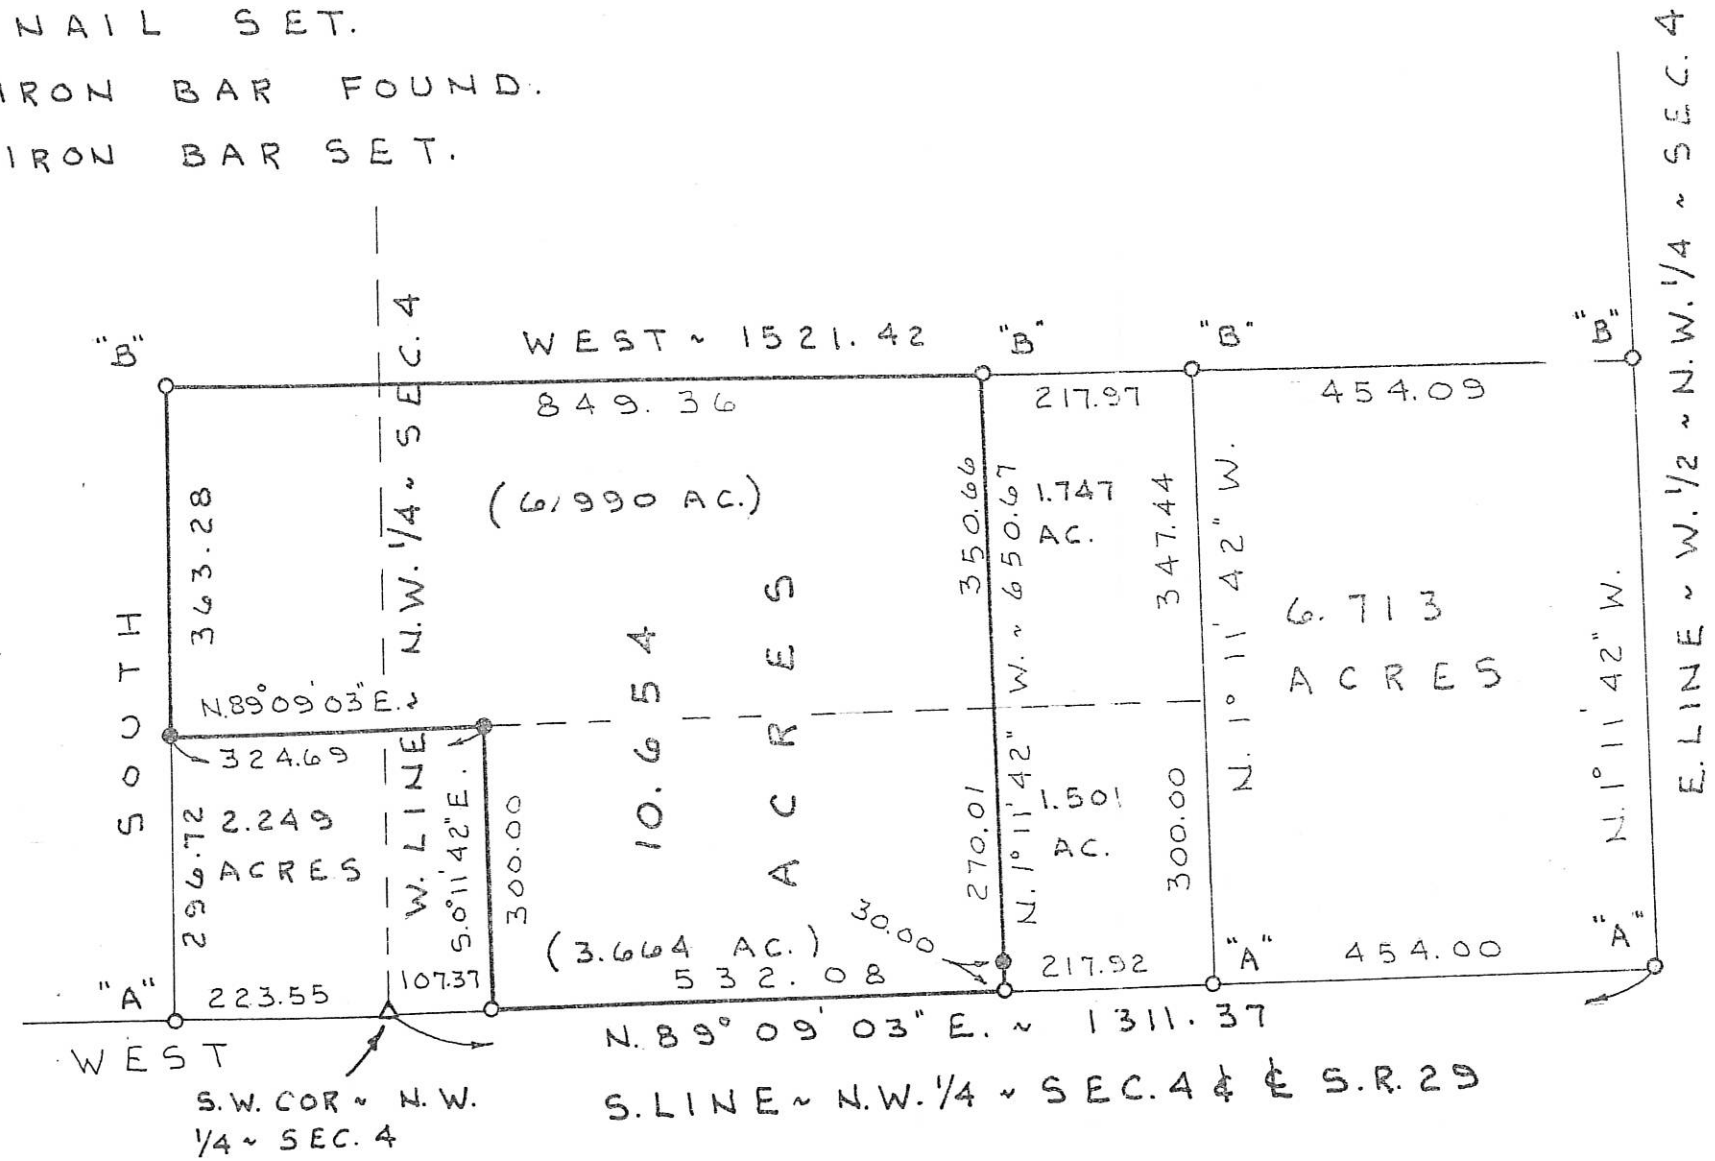 NAIL SET.
IRON BAR FOUND.
IRON BAR SET.
"B"
WEST ~ 1521.42
"B"
"B"
"B"
849.36
217.97
454.09
363.28
(6.990 AC.)
350.66
1.747
AC.
347.44
SOUTH
N.89°09'03"E. ~
324.69
W. LINE ~ N.W. 1/4 ~ SEC. 4
10.654
ACRES
N. 1° 11' 42" W. ~ 650.67
N. 1° 11' 42" W.
6.713
ACRES
N. 1° 11' 42" W.
E. LINE ~ W. 1/2 ~ N.W. 1/4 ~ SEC. 4
296.72
2.249
ACRES
S.0°11'42"E.
300.00
270.01
1.501
AC.
300.00
(3.664 AC.)
30.00
"A"
223.55
107.37
532.08
217.92
"A"
454.00
"A"
WEST
N. 89° 09' 03" E. ~ 1311.37
S.W. COR ~ N.W.
1/4 ~ SEC. 4
S. LINE ~ N.W. 1/4 ~ SEC. 4 & ℄ S.R. 29